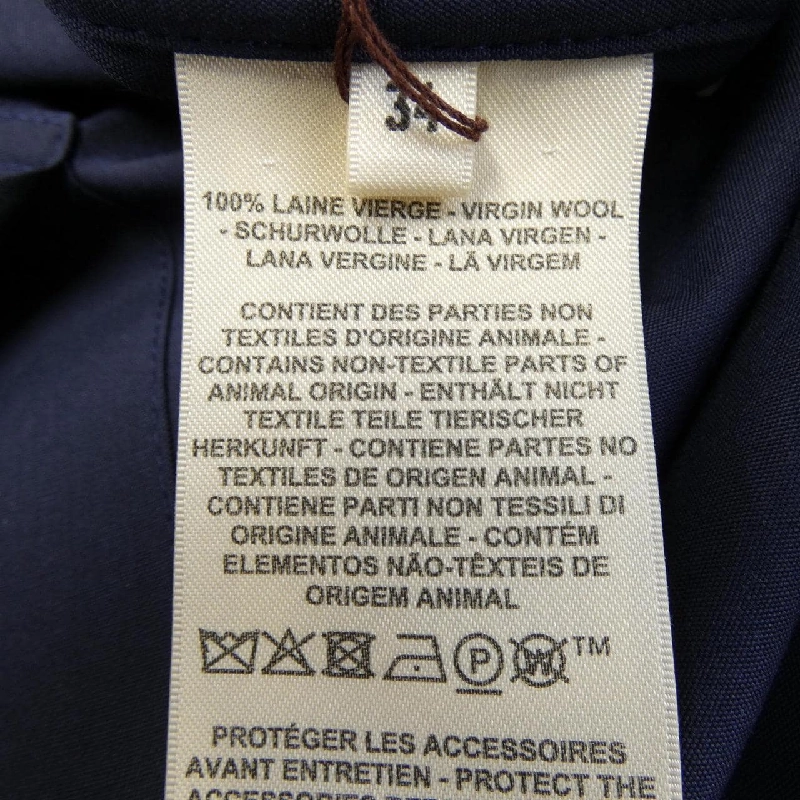 34
100% LAINE VIERGE - VIRGIN WOOL
- SCHURWOLLE - LANA VIRGEN -
LANA VERGINE - LÃ VIRGEM
CONTIENT DES PARTIES NON
TEXTILES D'ORIGINE ANIMALE -
CONTAINS NON-TEXTILE PARTS OF
ANIMAL ORIGIN - ENTHÄLT NICHT
TEXTILE TEILE TIERISCHER
HERKUNFT - CONTIENE PARTES NO
TEXTILES DE ORIGEN ANIMAL -
CONTIENE PARTI NON TESSILI DI
ORIGINE ANIMALE - CONTÉM
ELEMENTOS NÃO-TÊXTEIS DE
ORIGEM ANIMAL
P W TM
PROTÉGER LES ACCESSOIRES
AVANT ENTRETIEN - PROTECT THE